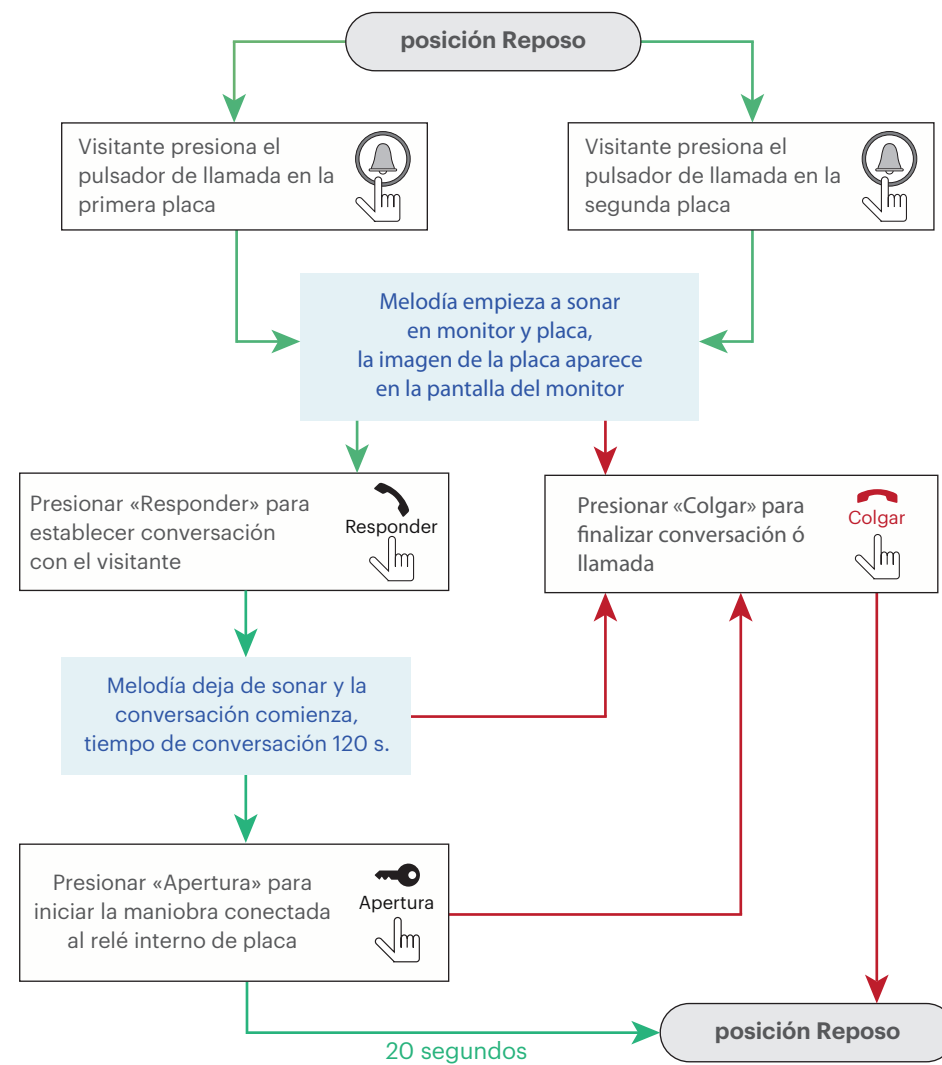 posición Reposo
Visitante presiona el
pulsador de llamada en la
primera placa
Visitante presiona el
pulsador de llamada en la
segunda placa
Melodía empieza a sonar
en monitor y placa,
la imagen de la placa aparece
en la pantalla del monitor
Presionar «Responder» para
establecer conversación
con el visitante
Responder
Presionar «Colgar» para
finalizar conversación ó
llamada
Colgar
Melodía deja de sonar y la
conversación comienza,
tiempo de conversación 120 s.
Presionar «Apertura» para
iniciar la maniobra conectada
al relé interno de placa
Apertura
posición Reposo
20 segundos